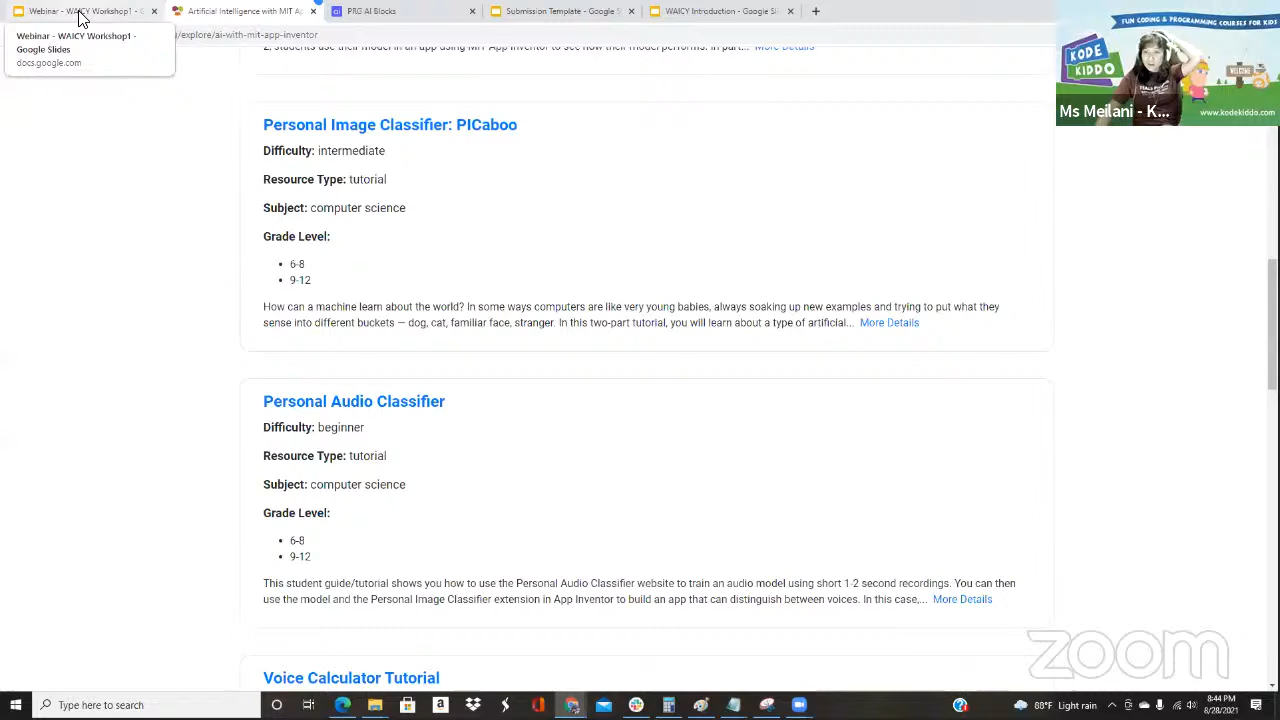 Webinar - WAICY Workshop1 - G
Artificial Intelligence with MIT Ap
PRG AI Blocks
Submission Template - Google Sl
WAICY Introduction - Google Sli
Webinar - WAICY Workshop1 -
Google Slides
docs.google.com
/explore/ai-with-mit-app-inventor
2, students use their model in an app using MIT App Inventor to see how their model performs. In part... More Details
FUN CODING & PROGRAMMING COURSES FOR KIDS
KODE
KIDDO
WELCOME
Ms Meilani - K...
www.kodekiddo.com
Personal Image Classifier: PICaboo
Difficulty: intermediate
Resource Type: tutorial
Subject: computer science
Grade Level:
• 6-8
• 9-12
How can a machine learn about the world? In some ways computers are like very young babies, always soaking up new examples and trying to put what they
sense into different buckets — dog, cat, familiar face, stranger. In this two-part tutorial, you will learn about a type of artificial... More Details
Personal Audio Classifier
Difficulty: beginner
Resource Type: tutorial
Subject: computer science
Grade Level:
• 6-8
• 9-12
This student guide/tutorial shows you how to use the Personal Audio Classifier website to train an audio model using short 1-2 second recordings. You can then
use the model and the Personal Image Classifier extension in App Inventor to build an app that can distinguish between voices. In this case,... More Details
Voice Calculator Tutorial
zoom
Type here to search
88°F Light rain
8:44 PM
8/28/2021